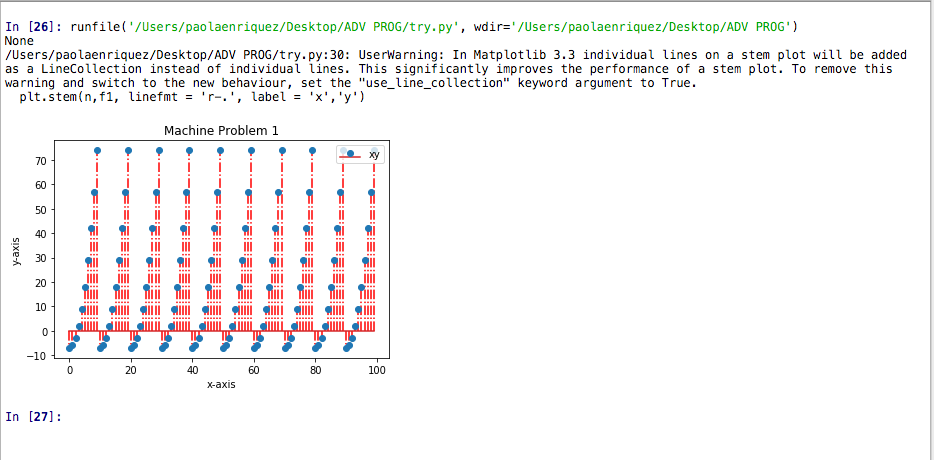 In [26]: runfile('/Users/paolaenriquez/Desktop/ADV PROG/try.py', wdir='/Users/paolaenriquez/Desktop/ADV PROG')
None
/Users/paolaenriquez/Desktop/ADV PROG/try.py:30: UserWarning: In Matplotlib 3.3 individual lines on a stem plot will be added
as a LineCollection instead of individual lines. This significantly improves the performance of a stem plot. To remove this
warning and switch to the new behaviour, set the "use_line_collection" keyword argument to True.
plt.stem(n,f1, linefmt = 'r-.', label = 'x','y')
Machine Problem 1
xy
70
60
50
40
30
20
10
0
−10
y-axis
0 20 40 60 80 100
x-axis
In [27]: